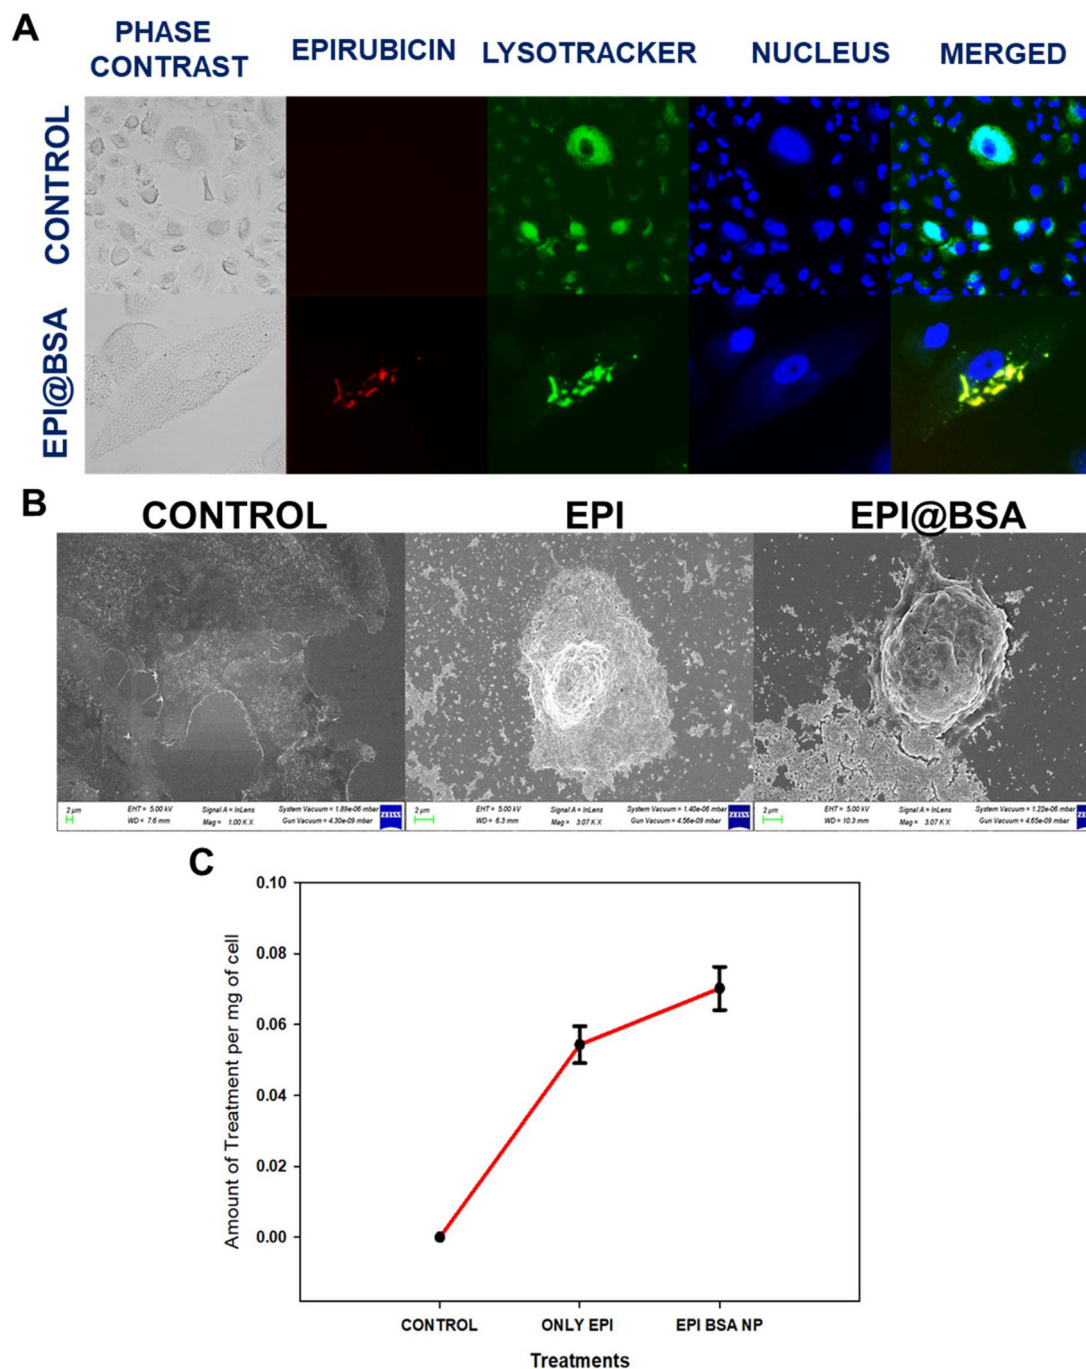 A
PHASE CONTRAST
EPIRUBICIN
LYSOTRACKER
NUCLEUS
MERGED
CONTROL
EPI@BSA
B
CONTROL
EPI
EPI@BSA
2 µm
EHT = 5.00 kV
WD = 7.6 mm
Signal A = InLens
Mag = 1.00 K X
System Vacuum = 1.89e-06 mbar
Gun Vacuum = 4.30e-09 mbar
ZEISS
2 µm
EHT = 5.00 kV
WD = 6.3 mm
Signal A = InLens
Mag = 3.07 K X
System Vacuum = 1.40e-06 mbar
Gun Vacuum = 4.56e-09 mbar
ZEISS
2 µm
EHT = 5.00 kV
WD = 10.3 mm
Signal A = InLens
Mag = 3.07 K X
System Vacuum = 1.22e-06 mbar
Gun Vacuum = 4.65e-09 mbar
C
Amount of Treatment per mg of cell
0.10
0.08
0.06
0.04
0.02
0.00
CONTROL
ONLY EPI
EPI BSA NP
Treatments